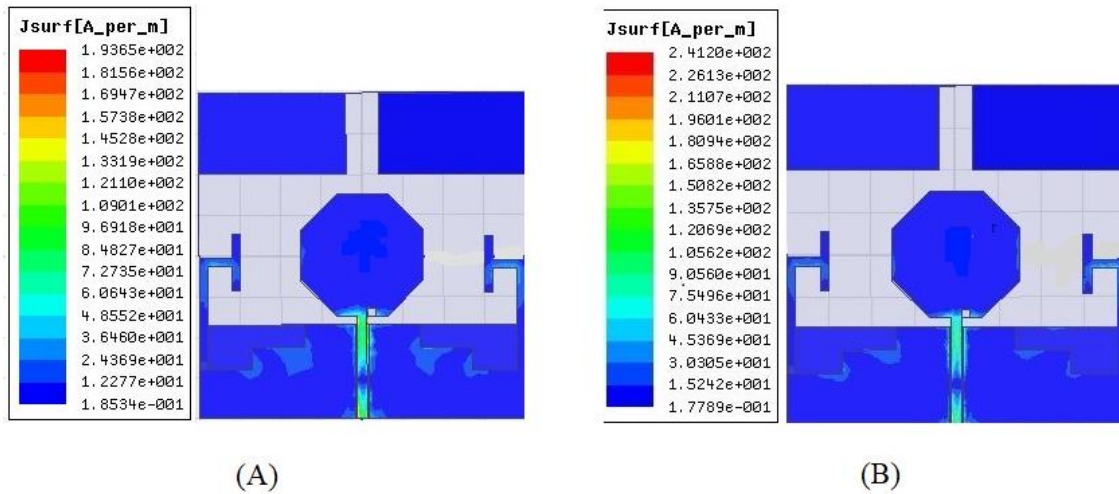 Jsurf[A_per_m]
1.9365e+002
1.8156e+002
1.6947e+002
1.5738e+002
1.4528e+002
1.3319e+002
1.2110e+002
1.0901e+002
9.6918e+001
8.4827e+001
7.2735e+001
6.0643e+001
4.8552e+001
3.6460e+001
2.4369e+001
1.2277e+001
1.8534e-001
(A)
Jsurf[A_per_m]
2.4120e+002
2.2613e+002
2.1107e+002
1.9601e+002
1.8094e+002
1.6588e+002
1.5082e+002
1.3575e+002
1.2069e+002
1.0562e+002
9.0560e+001
7.5496e+001
6.0433e+001
4.5369e+001
3.0305e+001
1.5242e+001
1.7789e-001
(B)